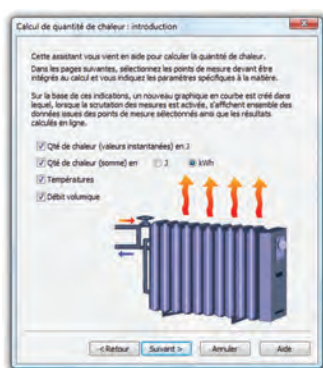 Calcul de quantité de chaleur : introduction
Cette assistant vous vient en aide pour calculer la quantité de chaleur.
Dans les pages suivantes, sélectionnez les points de mesure devant être
intégrés au calcul et vous indiquez les paramètres spécifiques à la matière.
Sur la base de ces indications, un nouveau graphique en courbe est créé dans
lequel, lorsque la scrutation des mesures est activée, s'affichent ensemble des
données issues des points de mesure sélectionnés ainsi que les résultats
calculés en ligne.
Qté de chaleur (valeurs instantanées) en J
Qté de chaleur (somme) en J kWh
Températures
Débit volumique
< Retour Suivant > Annuler Aide